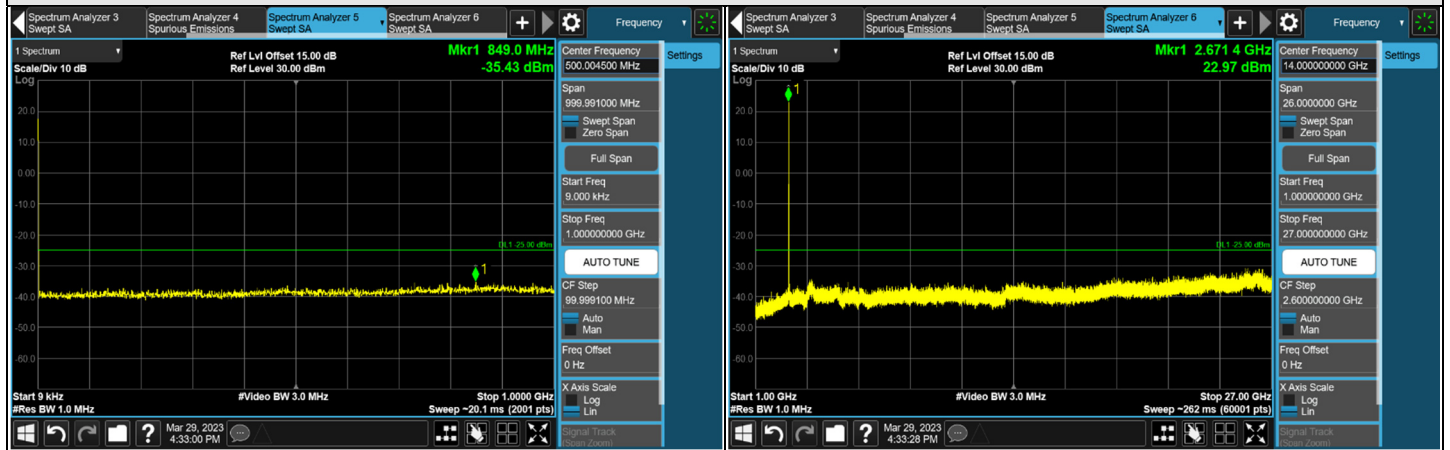 Spectrum Analyzer 3
Swept SA
Spectrum Analyzer 4
Spurious Emissions
Spectrum Analyzer 5
Swept SA
Spectrum Analyzer 6
Swept SA
+
Frequency
1 Spectrum
Scale/Div 10 dB
Log
Ref Lvl Offset 15.00 dB
Ref Level 30.00 dBm
Mkr1 849.0 MHz
-35.43 dBm
20.0
10.0
0.00
-10.0
-20.0
-30.0
-40.0
-50.0
-60.0
DL1 -25.00 dBm
1
Start 9 kHz
#Res BW 1.0 MHz
#Video BW 3.0 MHz
Stop 1.0000 GHz
Sweep ~20.1 ms (2001 pts)
Center Frequency
500.004500 MHz
Settings
Span
999.991000 MHz
Swept Span
Zero Span
Full Span
Start Freq
9.000 kHz
Stop Freq
1.000000000 GHz
AUTO TUNE
CF Step
99.999100 MHz
Auto
Man
Freq Offset
0 Hz
X Axis Scale
Log
Lin
Signal Track
(Span Zoom)
?
Mar 29, 2023
4:33:00 PM
Spectrum Analyzer 3
Swept SA
Spectrum Analyzer 4
Spurious Emissions
Spectrum Analyzer 5
Swept SA
Spectrum Analyzer 6
Swept SA
+
Frequency
1 Spectrum
Scale/Div 10 dB
Log
Ref Lvl Offset 15.00 dB
Ref Level 30.00 dBm
Mkr1 2.671 4 GHz
22.97 dBm
1
20.0
10.0
0.00
-10.0
-20.0
-30.0
-40.0
-50.0
-60.0
DL1 -25.00 dBm
Start 1.00 GHz
#Res BW 1.0 MHz
#Video BW 3.0 MHz
Stop 27.00 GHz
Sweep ~262 ms (60001 pts)
Center Frequency
14.000000000 GHz
Settings
Span
26.0000000 GHz
Swept Span
Zero Span
Full Span
Start Freq
1.000000000 GHz
Stop Freq
27.000000000 GHz
AUTO TUNE
CF Step
2.600000000 GHz
Auto
Man
Freq Offset
0 Hz
X Axis Scale
Log
Lin
Signal Track
(Span Zoom)
?
Mar 29, 2023
4:33:28 PM